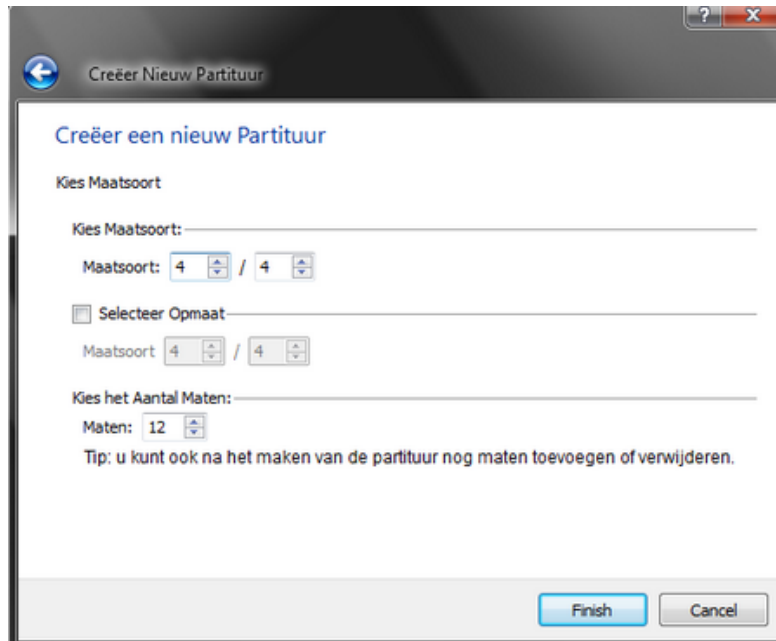 ?
Creëer Nieuw Partituur
Creëer een nieuw Partituur
Kies Maatsoort
Kies Maatsoort:
Maatsoort: 4 / 4
Selecteer Opmaat
Maatsoort 4 / 4
Kies het Aantal Maten:
Maten: 12
Tip: u kunt ook na het maken van de partituur nog maten toevoegen of verwijderen.
Finish Cancel